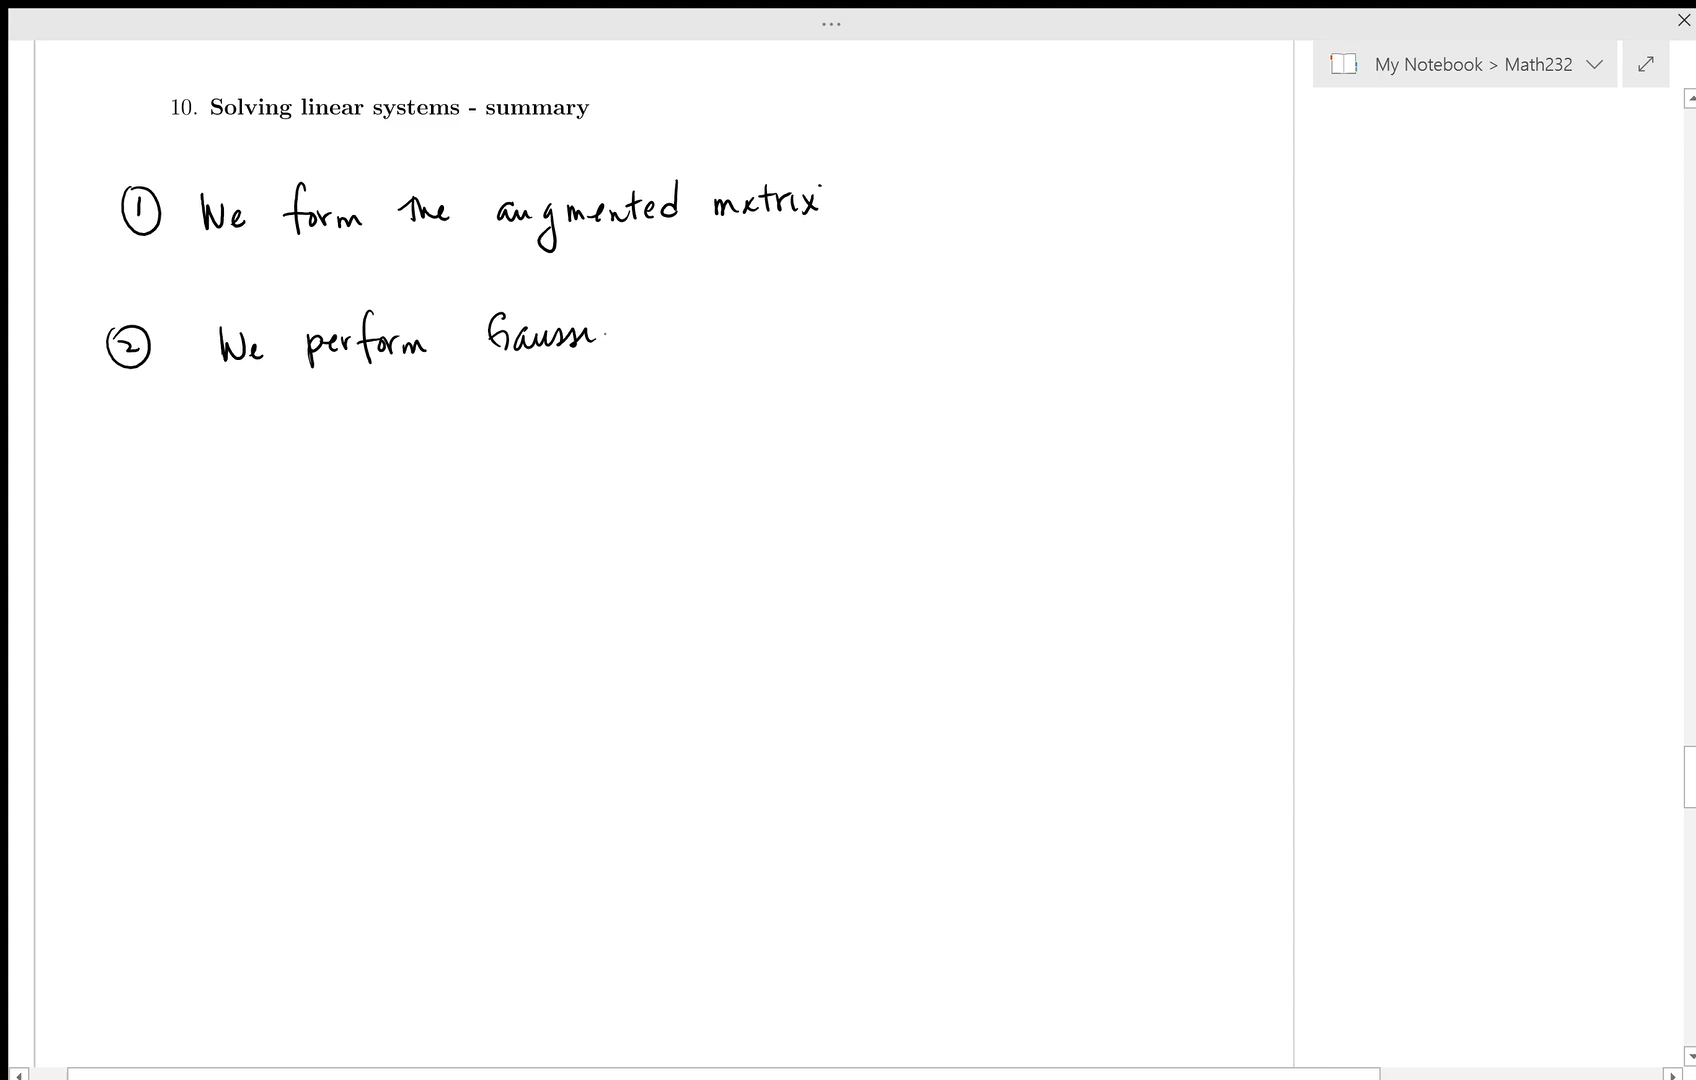 ...
My Notebook > Math232
10. Solving linear systems - summary
① We form the augmented matrix
② We perform Gauss